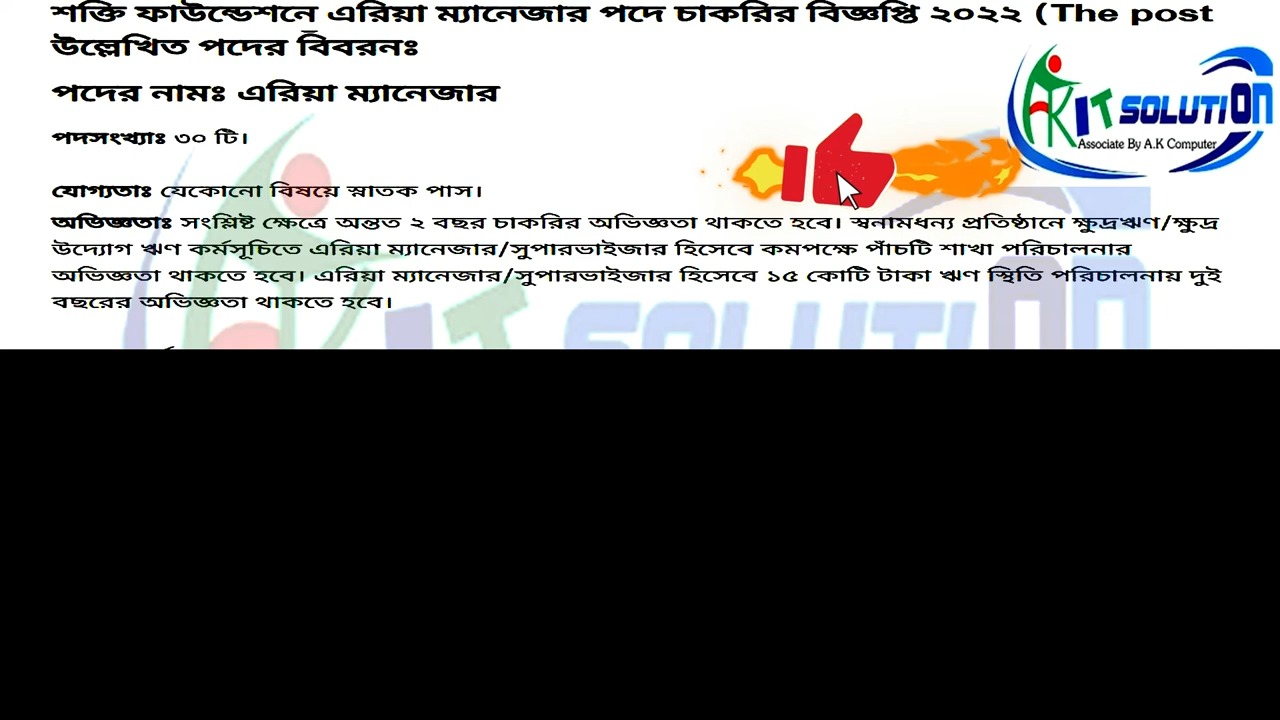 শক্তি ফাউন্ডেশনে এরিয়া ম্যানেজার পদে চাকরির বিজ্ঞপ্তি ২০২২ (The post
উল্লেখিত পদের বিবরনঃ
পদের নামঃ এরিয়া ম্যানেজার
পদসংখ্যাঃ ৩০ টি।
যোগ্যতাঃ যেকোনো বিষয়ে স্নাতক পাস।
অভিজ্ঞতাঃ সংশ্লিষ্ট ক্ষেত্রে অন্তত ২ বছর চাকরির অভিজ্ঞতা থাকতে হবে। স্বনামধন্য প্রতিষ্ঠানে ক্ষুদ্রঋণ/ক্ষুদ্র
উদ্যোগ ঋণ কর্মসূচিতে এরিয়া ম্যানেজার/সুপারভাইজার হিসেবে কমপক্ষে পাঁচটি শাখা পরিচালনার
অভিজ্ঞতা থাকতে হবে। এরিয়া ম্যানেজার/সুপারভাইজার হিসেবে ১৫ কোটি টাকা ঋণ স্থিতি পরিচালনায় দুই
বছরের অভিজ্ঞতা থাকতে হবে।
AK IT SOLUTION
Associate By A.K Computer
IT SOLUTION